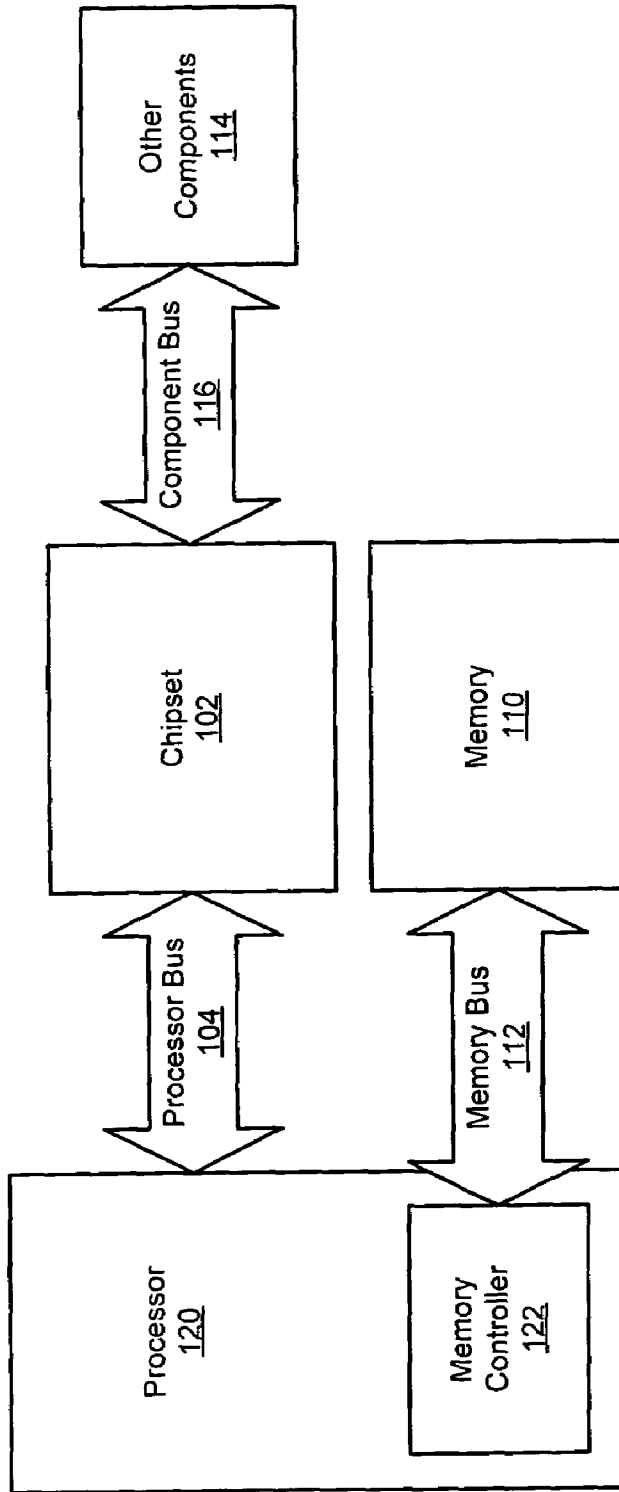 Processor
120
Memory
Controller
122
Processor Bus
104
Memory Bus
112
Chipset
102
Memory
110
Component Bus
116
Other
Components
114